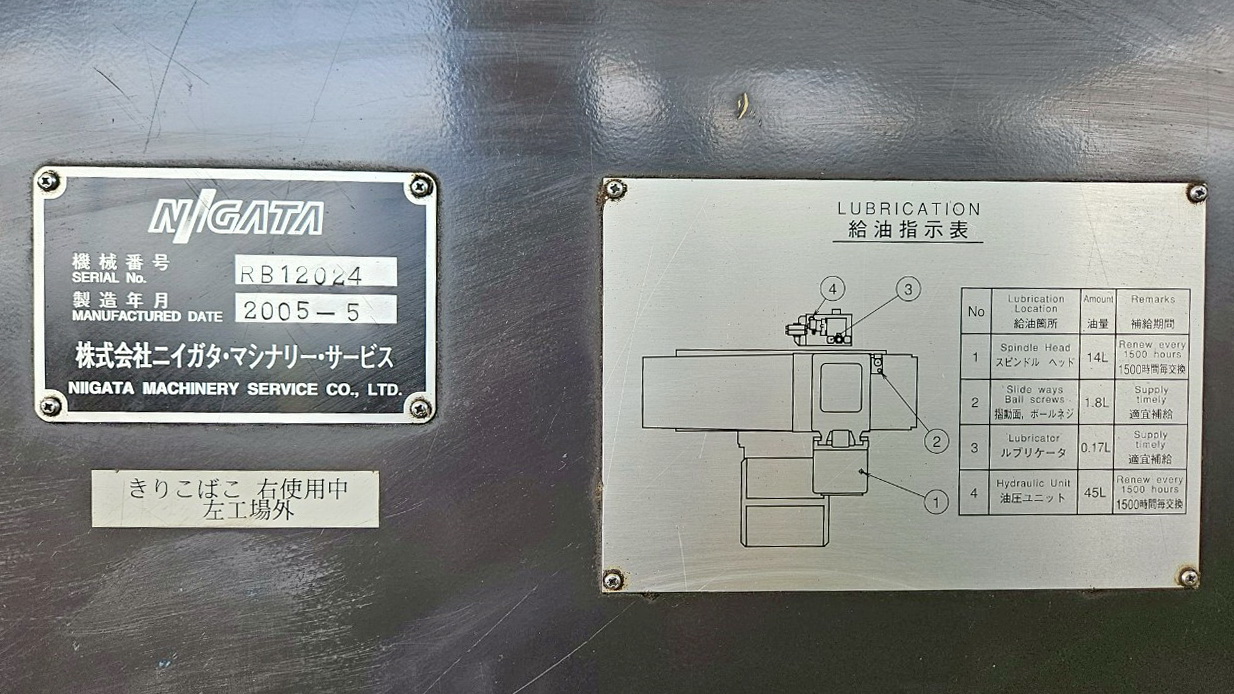 NIIGATA
機械番号
SERIAL No.
RB12024
製造年月
MANUFACTURED DATE
2005-5
株式会社ニイガタ・マシナリー・サービス
NIIGATA MACHINERY SERVICE CO., LTD.
きりこばこ 右使用中
左工場外
LUBRICATION
給油指示表
4
3
2
1
No
Lubrication
Location
給油箇所
Amount
油量
Remarks
補給期間
1
Spindle Head
スピンドル ヘッド
14L
Renew every
1500 hours
1500時間毎交換
2
Slide ways
Ball screws
摺動面, ボールネジ
1.8L
Supply
timely
適宜補給
3
Lubricator
ルブリケータ
0.17L
Supply
timely
適宜補給
4
Hydraulic Unit
油圧ユニット
45L
Renew every
1500 hours
1500時間毎交換